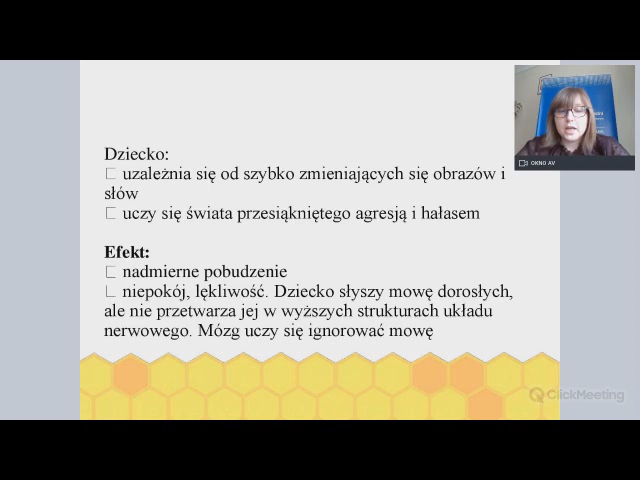 Dziecko:
uzależnia się od szybko zmieniających się obrazów i
słów
uczy się świata przesiąkniętego agresją i hałasem
Efekt:
nadmierne pobudzenie
niepokój, lękliwość. Dziecko słyszy mowę dorosłych,
ale nie przetwarza jej w wyższych strukturach układu
nerwowego. Mózg uczy się ignorować mowę
OKNO AV
ClickMeeting